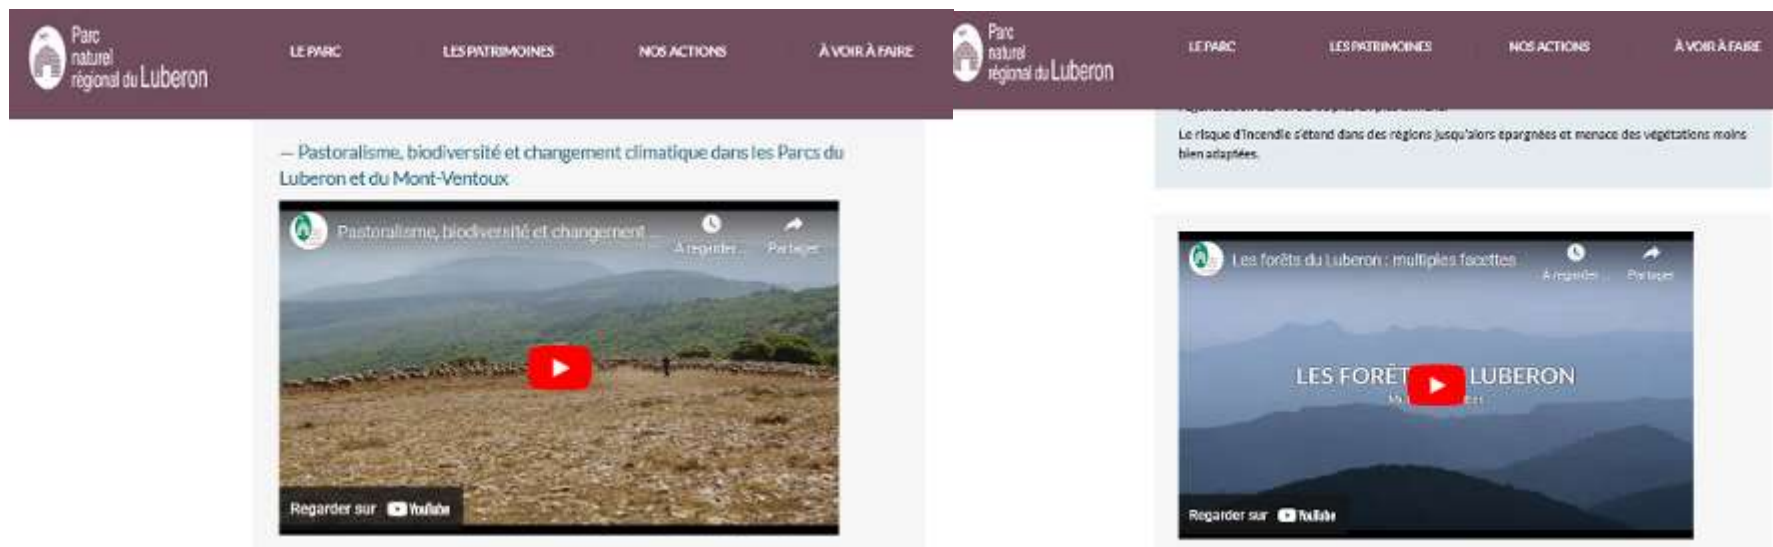 Parc
naturel
régional du Luberon
LE PARC
LES PATRIMOINES
NOS ACTIONS
À VOIR À FAIRE
— Pastoralisme, biodiversité et changement climatique dans les Parcs du
Luberon et du Mont-Ventoux
Pastoralisme, biodiversité et changement ...
À regarder ...
Partager
Regarder sur YouTube
Parc
naturel
régional du Luberon
LE PARC
LES PATRIMOINES
NOS ACTIONS
À VOIR À FAIRE
Le risque d'incendie s'étend dans des régions jusqu'alors épargnées et menace des végétations moins
bien adaptées.
Les forêts du Luberon : multiples facettes
À regarder ...
Partager
LES FORÊT LUBERON
Regarder sur YouTube